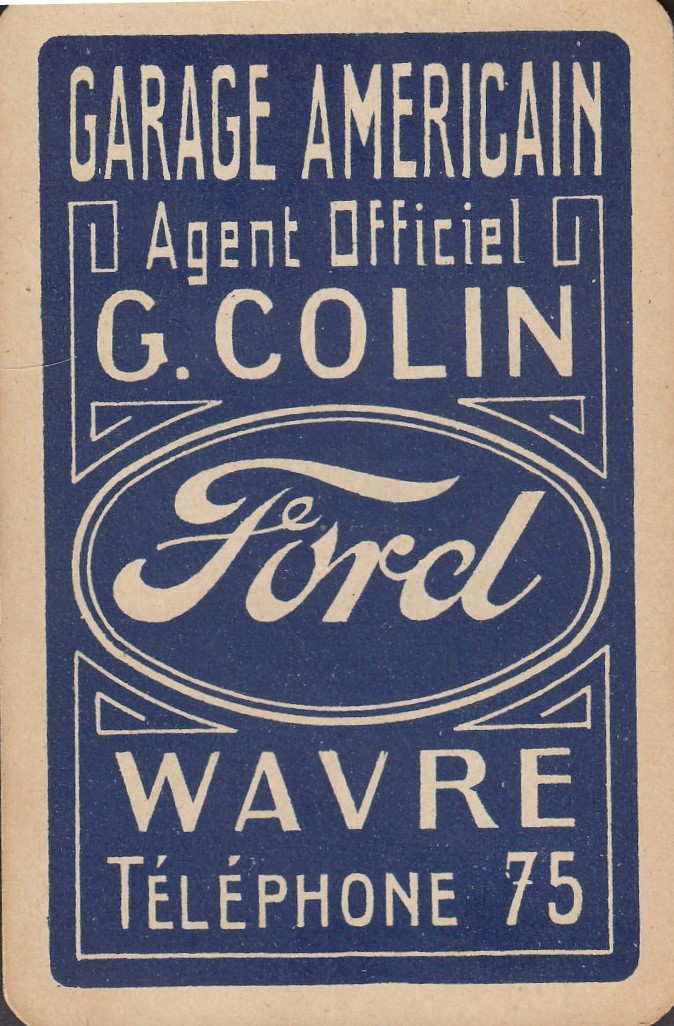 GARAGE AMERICAIN
Agent Officiel
G. COLIN
Ford
WAVRE
TÉLÉPHONE 75